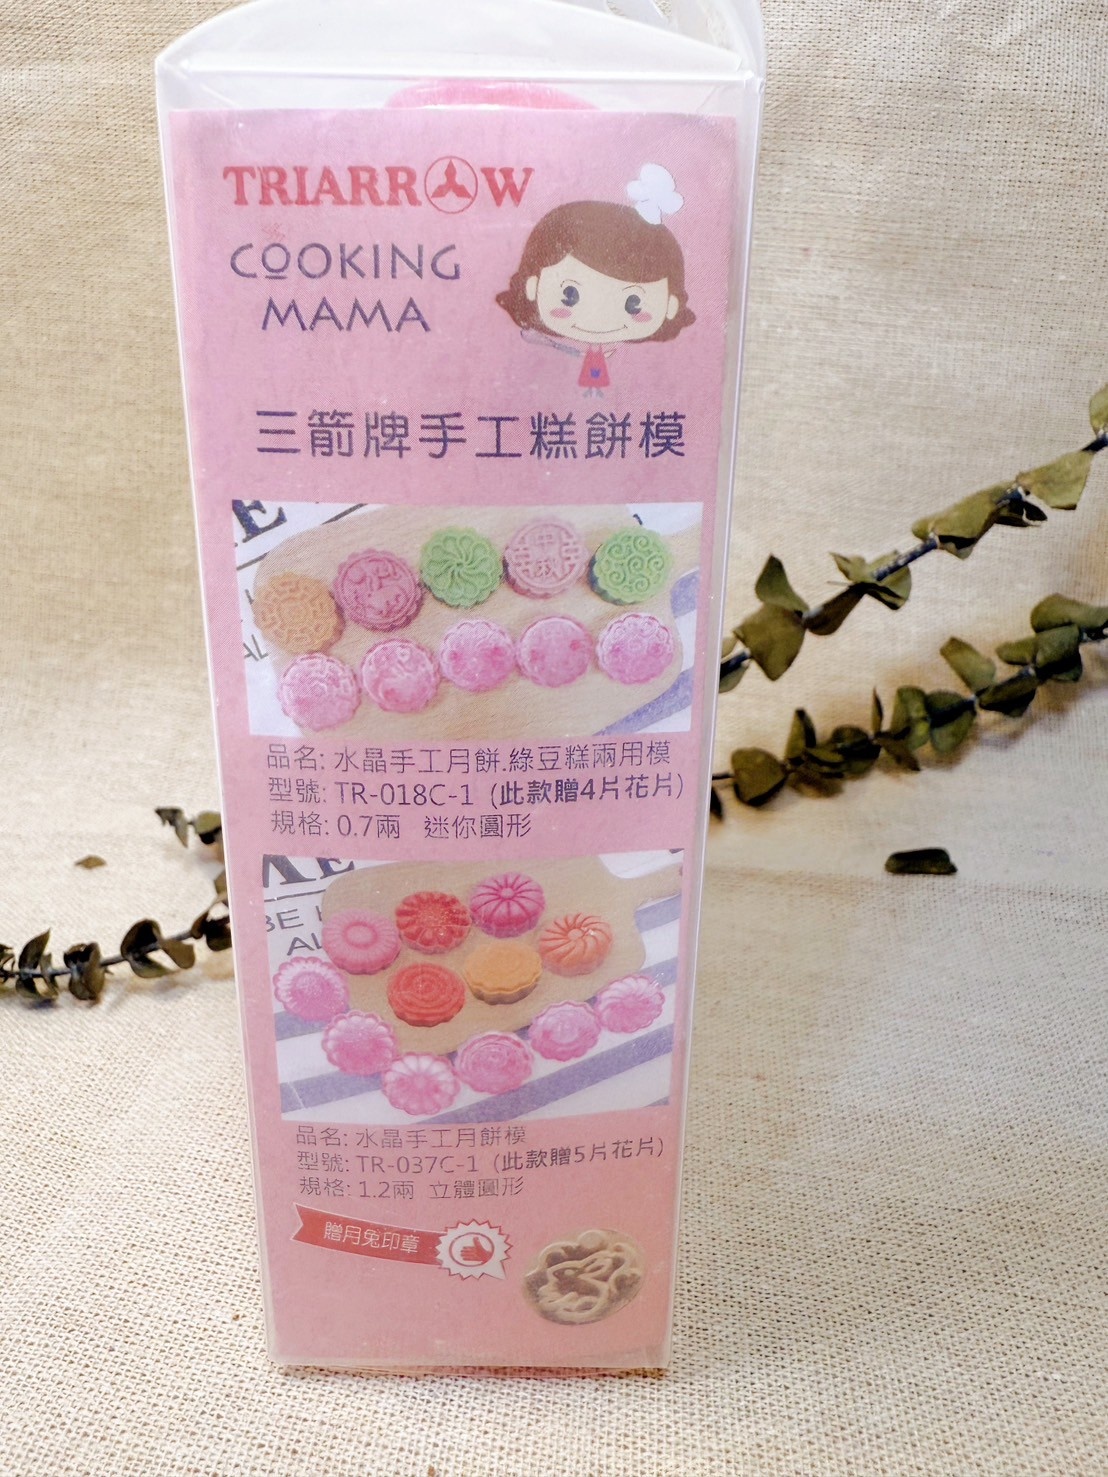 TRIARROW
COOKING
MAMA
三箭牌手工糕餅模
品名: 水晶手工月餅.綠豆糕兩用模
型號: TR-018C-1 (此款贈4片花片)
規格: 0.7兩 迷你圓形
BE
AL
品名: 水晶手工月餅模
型號: TR-037C-1 (此款贈5片花片)
規格: 1.2兩 立體圓形
贈月兔印章